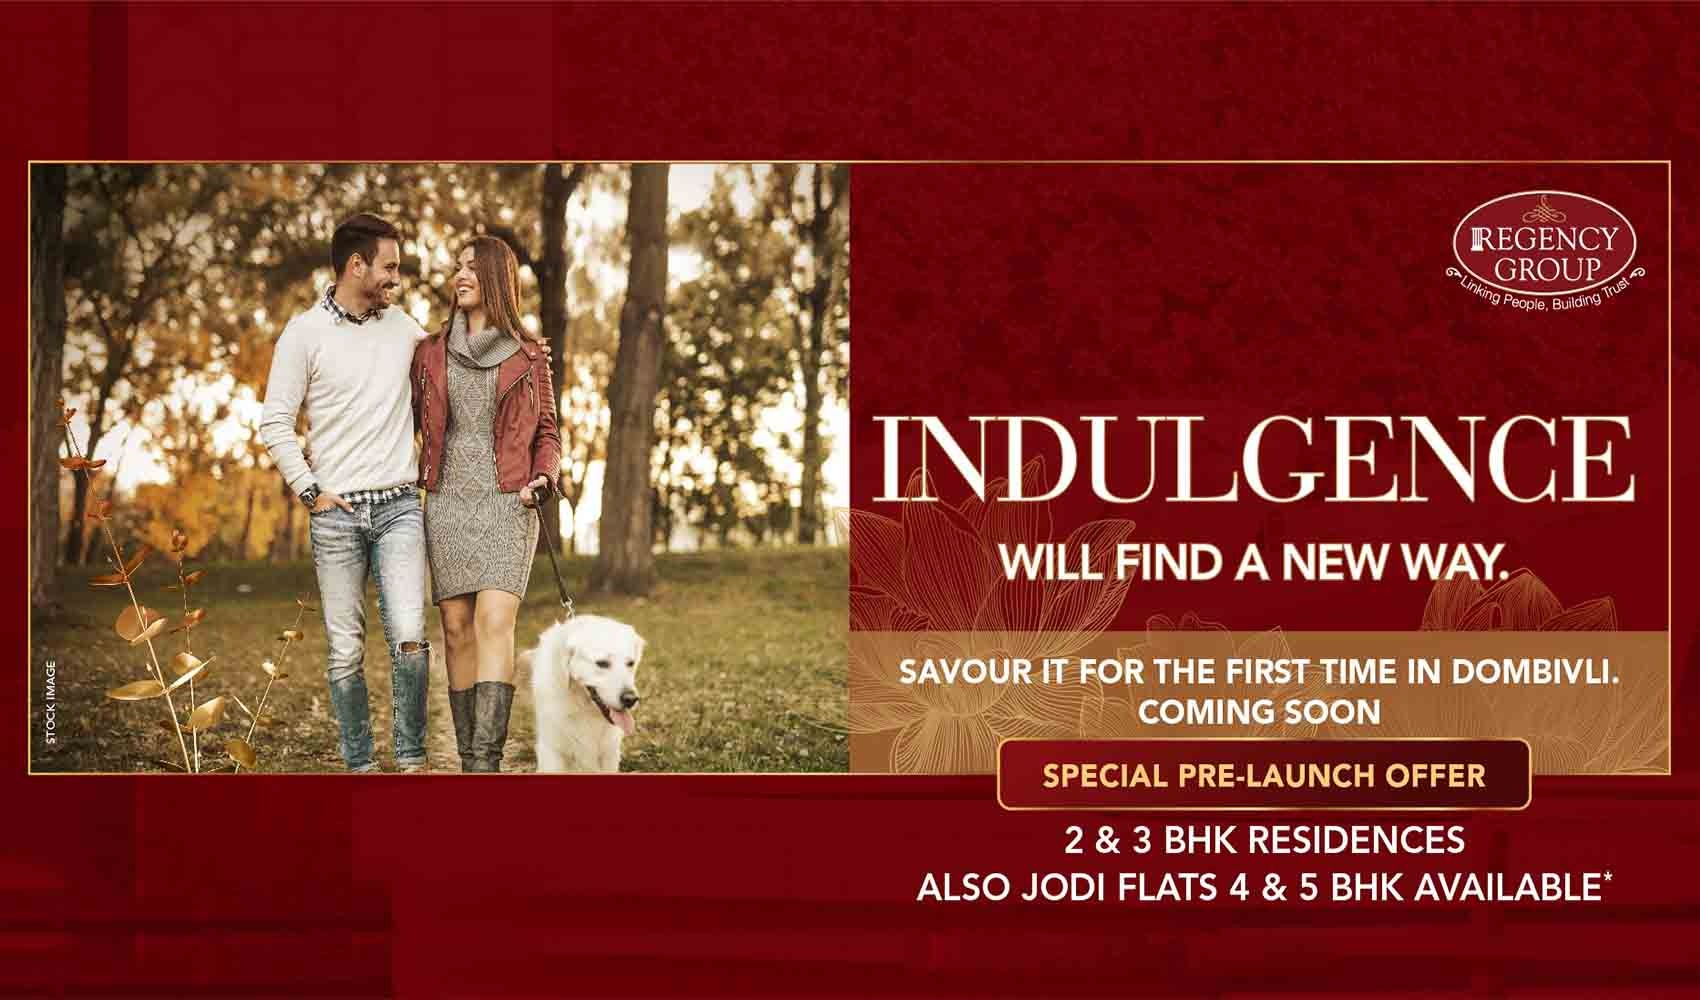 REGENCY
GROUP
Linking People, Building Trust
INDULGENCE
WILL FIND A NEW WAY.
SAVOUR IT FOR THE FIRST TIME IN DOMBIVLI.
COMING SOON
SPECIAL PRE-LAUNCH OFFER
2 & 3 BHK RESIDENCES
ALSO JODI FLATS 4 & 5 BHK AVAILABLE*
STOCK IMAGE